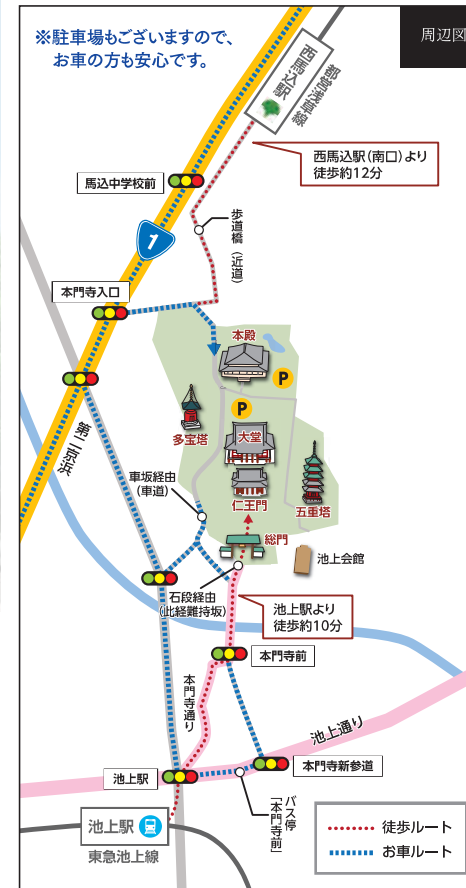 ※駐車場もございますので、
お車の方も安心です。
周辺図
西馬込駅
都営浅草線
西馬込駅(南口)より
徒歩約12分
馬込中学校前
歩道橋(近道)
1
本門寺入口
本殿
P
P
多宝塔
大堂
第二京浜
車坂経由
(車道)
仁王門
五重塔
総門
池上会館
石段経由
(此経難持坂)
池上駅より
徒歩約10分
本門寺前
本門寺通り
池上通り
池上駅
本門寺新参道
バス停
「本門寺前」
池上駅
東急池上線
徒歩ルート
お車ルート